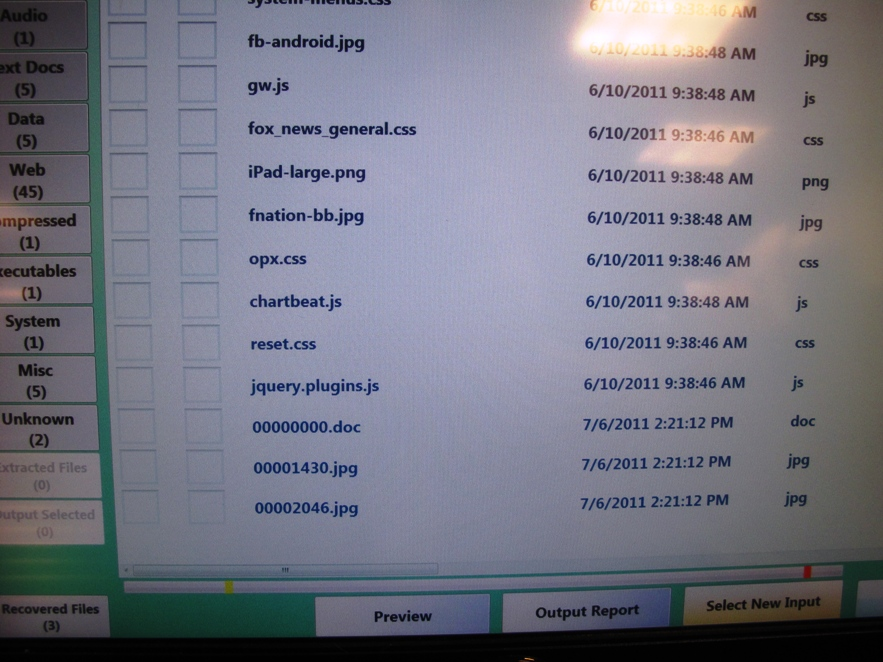 Audio
(1)
ext Docs
(5)
Data
(5)
Web
(45)
ompressed
(1)
xecutables
(1)
System
(1)
Misc
(5)
Unknown
(2)
Extracted Files
(0)
Output Selected
(0)
Recovered Files
(3)
system-menus.css 6/10/2011 9:38:46 AM css
fb-android.jpg 6/10/2011 9:38:48 AM jpg
gw.js 6/10/2011 9:38:48 AM js
fox_news_general.css 6/10/2011 9:38:46 AM css
iPad-large.png 6/10/2011 9:38:48 AM png
fnation-bb.jpg 6/10/2011 9:38:48 AM jpg
opx.css 6/10/2011 9:38:46 AM css
chartbeat.js 6/10/2011 9:38:48 AM js
reset.css 6/10/2011 9:38:46 AM css
jquery.plugins.js 6/10/2011 9:38:46 AM js
00000000.doc 7/6/2011 2:21:12 PM doc
00001430.jpg 7/6/2011 2:21:12 PM jpg
00002046.jpg 7/6/2011 2:21:12 PM jpg
Preview
Output Report
Select New Input